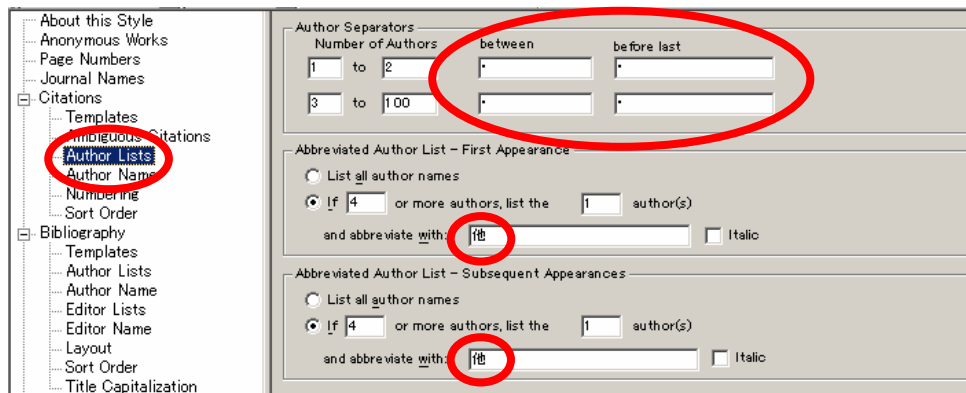 About this Style
Anonymous Works
Page Numbers
Journal Names
Citations
Templates
Ambiguous Citations
Author Lists
Author Name
Numbering
Sort Order
Bibliography
Templates
Author Lists
Author Name
Editor Lists
Editor Name
Layout
Sort Order
Title Capitalization
Author Separators
Number of Authors between before last
1 to 2 ・ ・
3 to 100 ・ ・
Abbreviated Author List - First Appearance
List all author names
If 4 or more authors, list the 1 author(s)
and abbreviate with: 他 Italic
Abbreviated Author List - Subsequent Appearances
List all author names
If 4 or more authors, list the 1 author(s)
and abbreviate with: 他 Italic